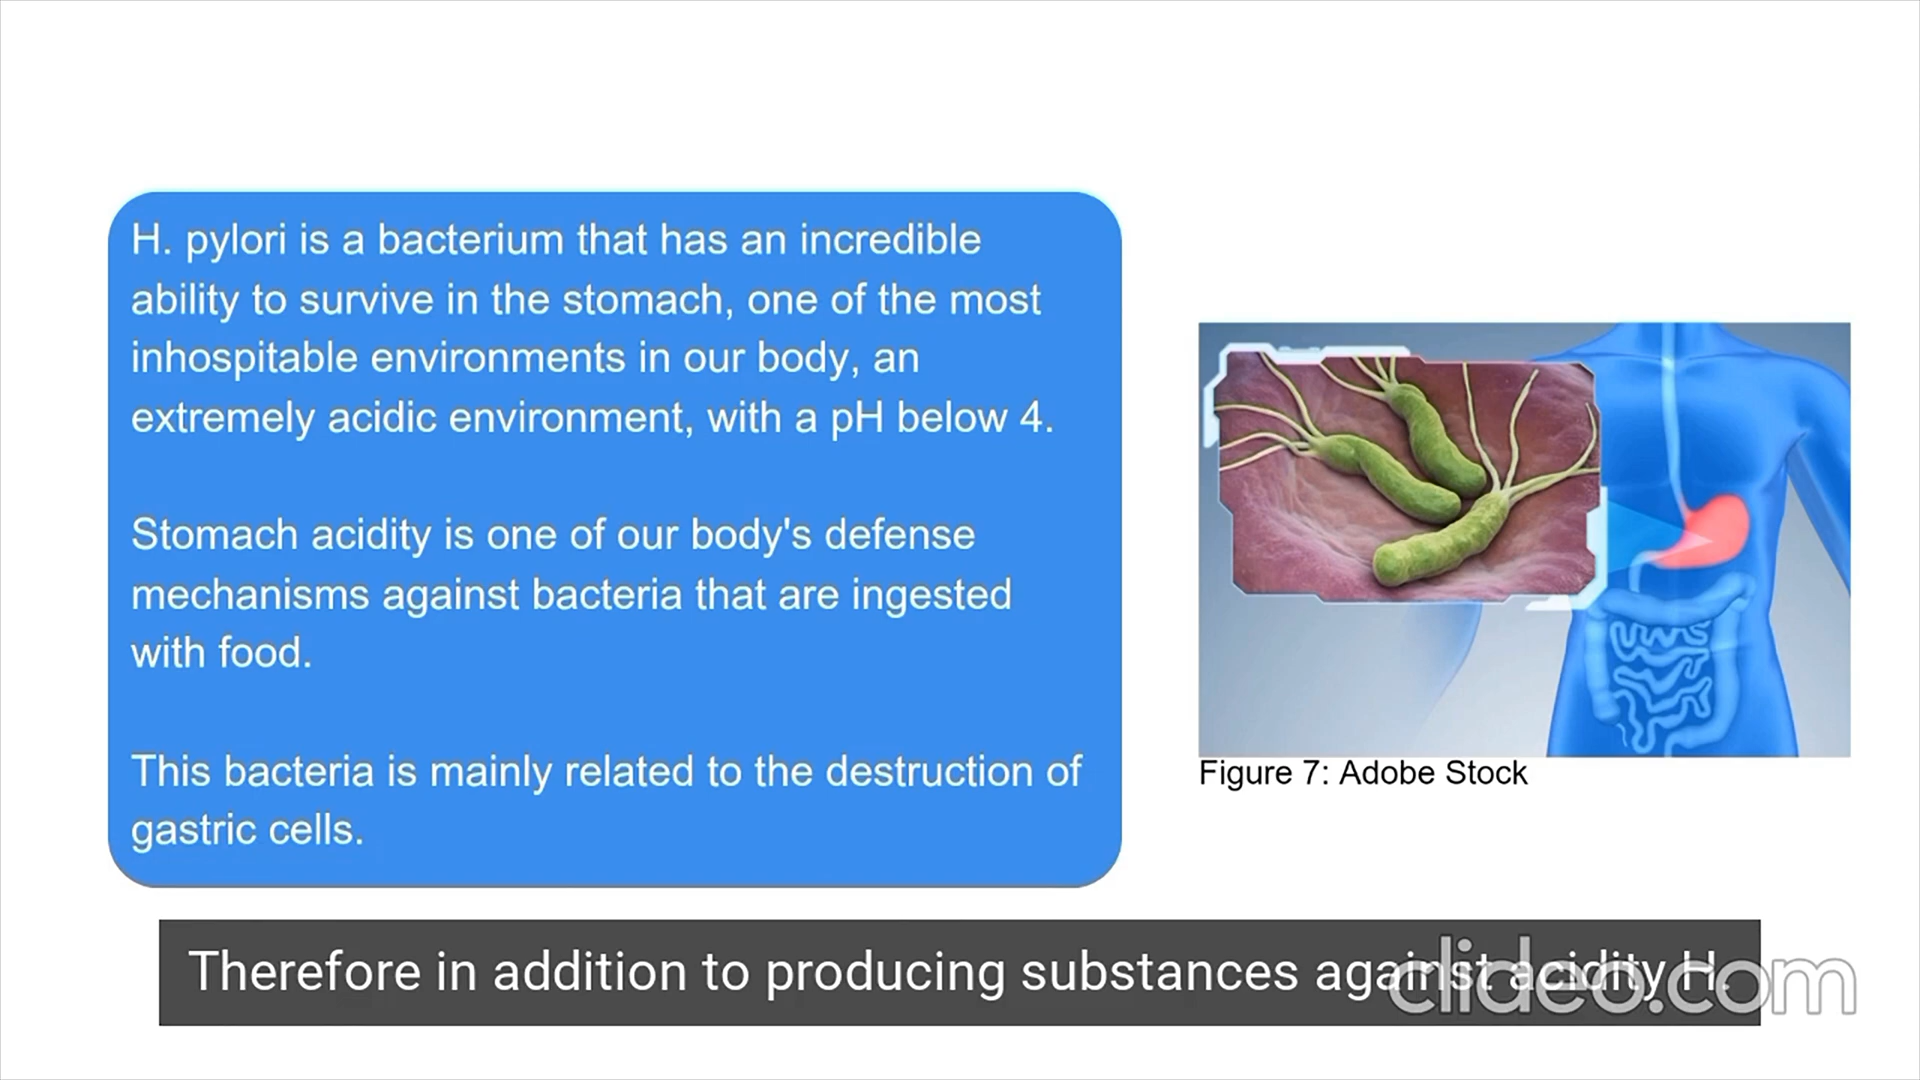 H. pylori is a bacterium that has an incredible
ability to survive in the stomach, one of the most
inhospitable environments in our body, an
extremely acidic environment, with a pH below 4.
Stomach acidity is one of our body's defense
mechanisms against bacteria that are ingested
with food.
This bacteria is mainly related to the destruction of
gastric cells.
Figure 7: Adobe Stock
Therefore in addition to producing substances against acidity H.
clideo.com